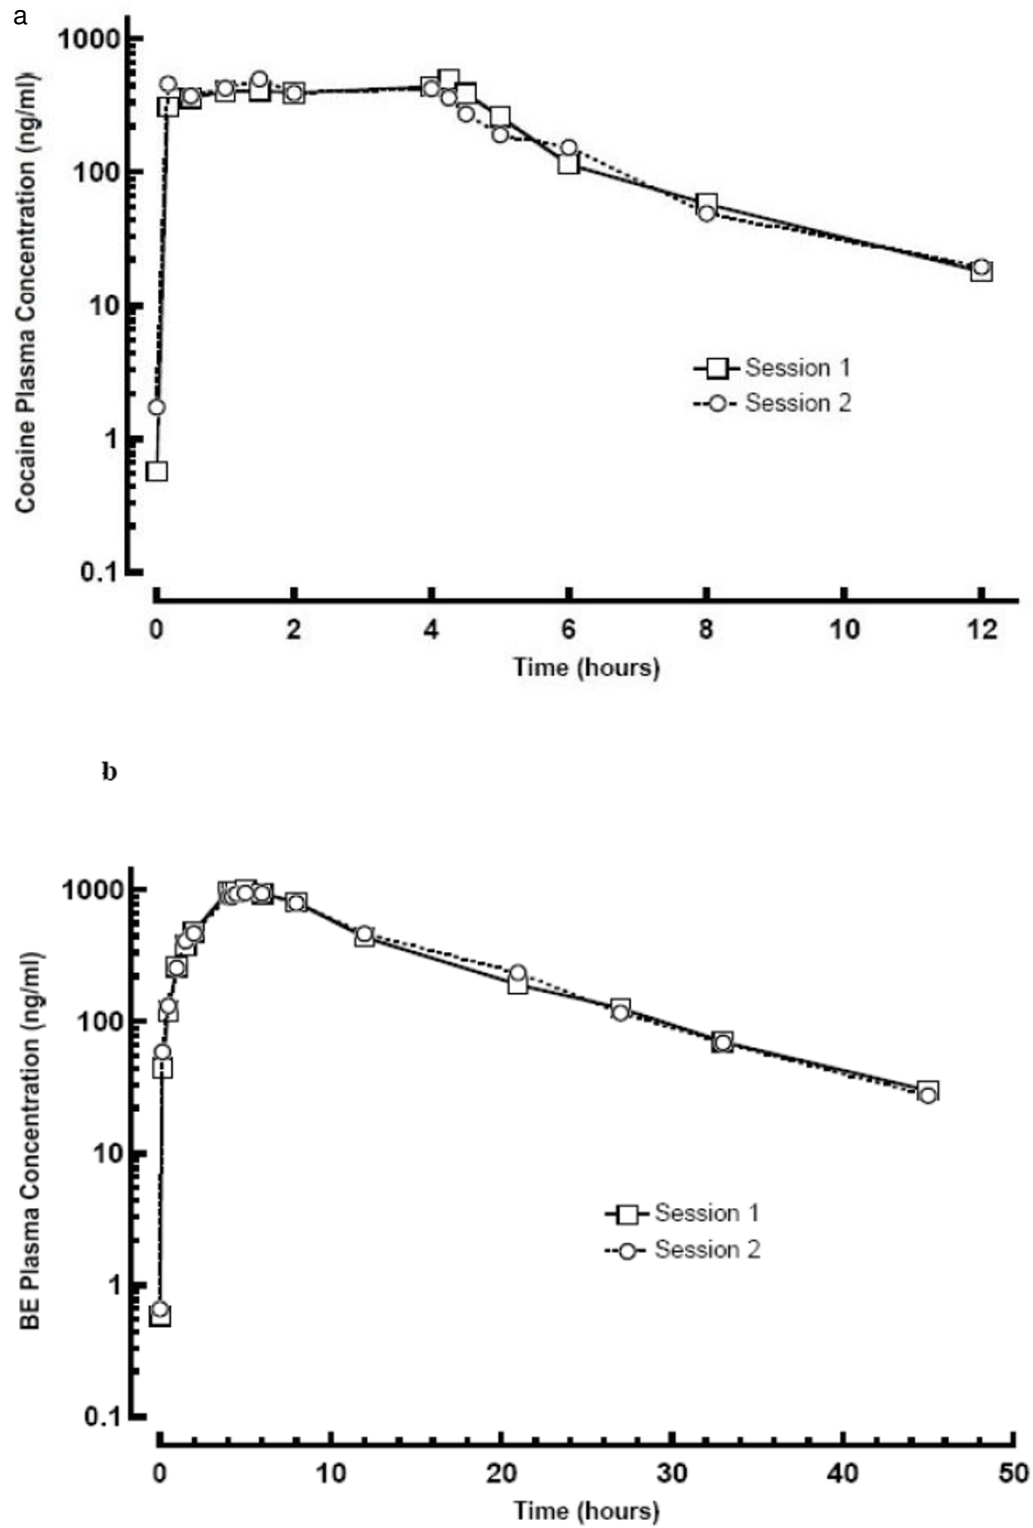 a
Cocaine Plasma Concentration (ng/ml)
1000
100
10
1
0.1
Session 1
Session 2
0 2 4 6 8 10 12
Time (hours)
b
BE Plasma Concentration (ng/ml)
1000
100
10
1
0.1
Session 1
Session 2
0 10 20 30 40 50
Time (hours)